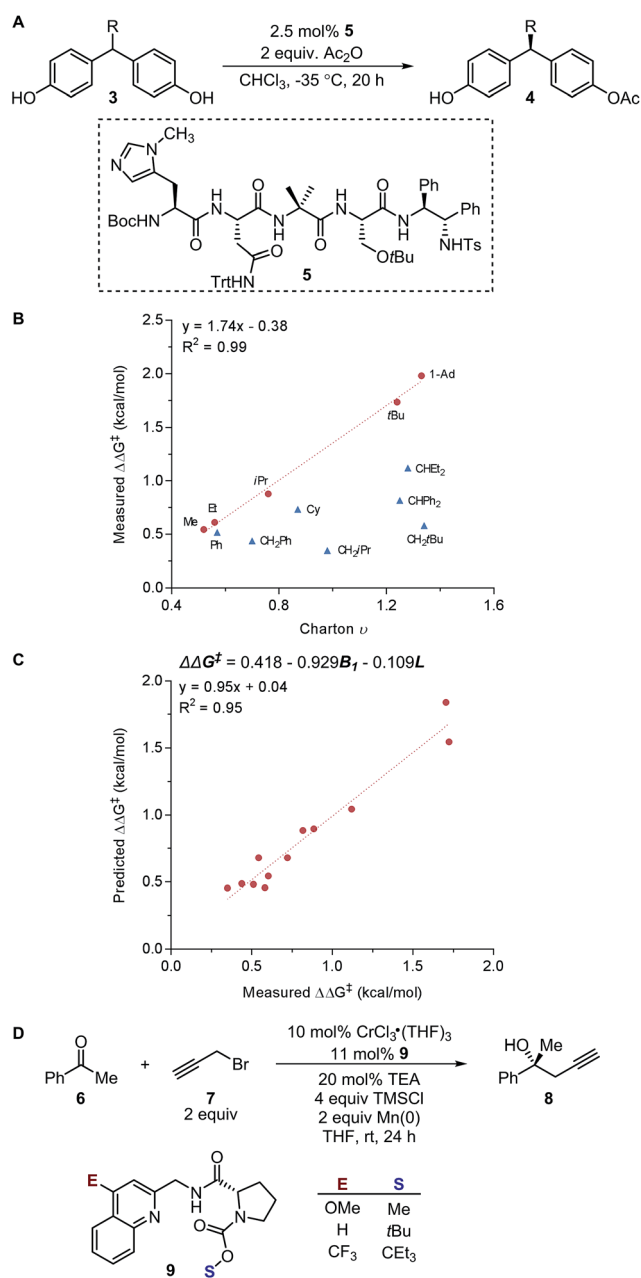 A
R
HO
3
OH
2.5 mol% 5
2 equiv. Ac2O
CHCl3, -35 °C, 20 h
R
HO
4
OAc
N
N
CH3
BocHN
O
H
N
O
N
H
O
TrtHN
O
H
N
O
OtBu
H
N
Ph
Ph
NHTs
5
B
Measured ΔΔG‡ (kcal/mol)
2.5
2.0
1.5
1.0
0.5
0.0
y = 1.74x - 0.38
R2 = 0.99
1-Ad
tBu
iPr
CHEt2
Cy
CHPh2
Et
Me
Ph
CH2Ph
CH2iPr
CH2tBu
0.4
0.8
1.2
1.6
Charton υ
C
ΔΔG‡ = 0.418 - 0.929B1 - 0.109L
y = 0.95x + 0.04
R2 = 0.95
Predicted ΔΔG‡ (kcal/mol)
2.0
1.5
1.0
0.5
0.0
0.0
0.5
1.0
1.5
2.0
Measured ΔΔG‡ (kcal/mol)
D
O
Ph
Me
6
+
Br
7
2 equiv
10 mol% CrCl3•(THF)3
11 mol% 9
20 mol% TEA
4 equiv TMSCl
2 equiv Mn(0)
THF, rt, 24 h
HO
Me
Ph
8
E
N
N
H
O
N
O
O
S
9
E S
OMe Me
H tBu
CF3 CEt3